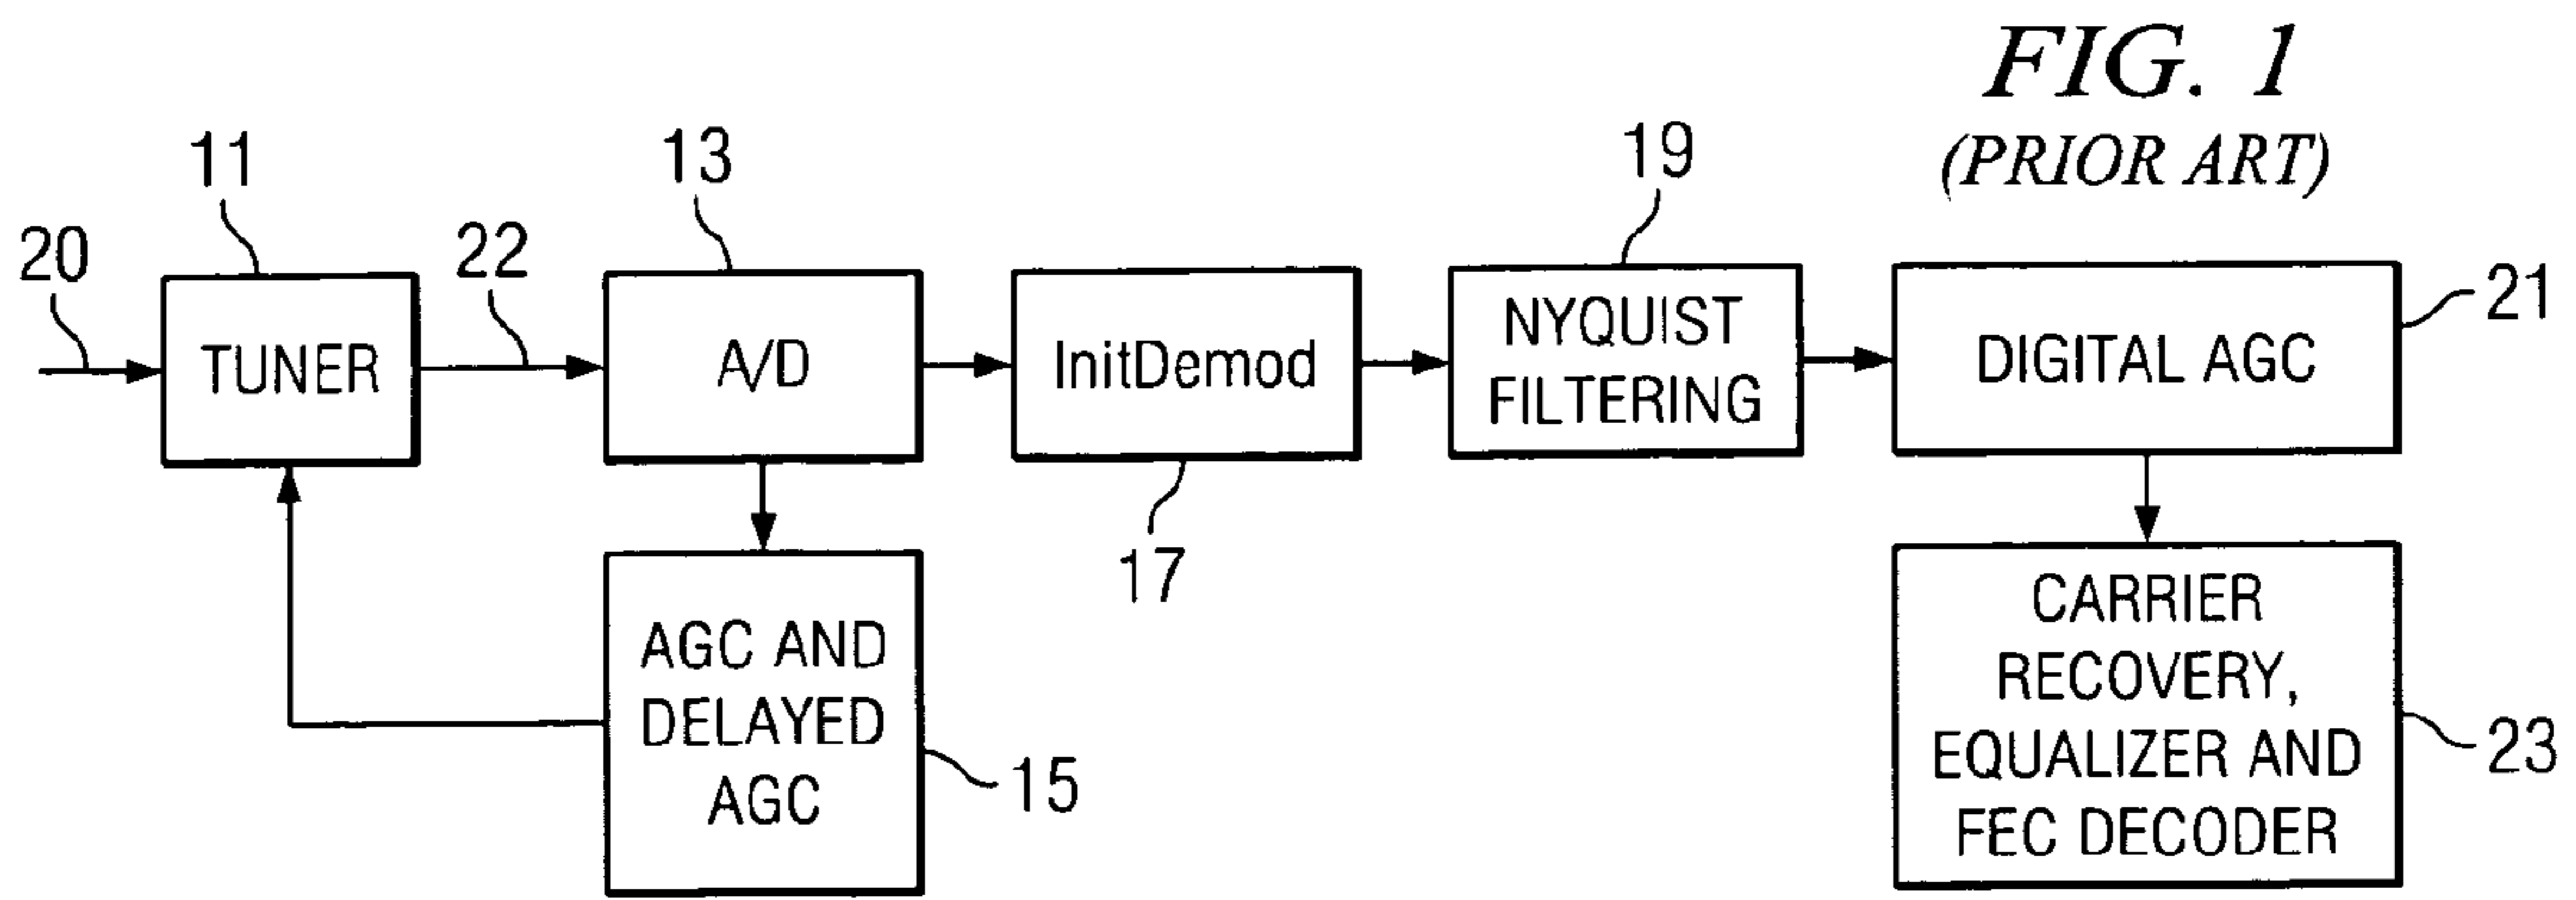 FIG. 1
(PRIOR ART)
20
11
22
13
19
21
TUNER
A/D
InitDemod
NYQUIST
FILTERING
DIGITAL AGC
17
AGC AND
DELAYED
AGC
15
CARRIER
RECOVERY,
EQUALIZER AND
FEC DECODER
23